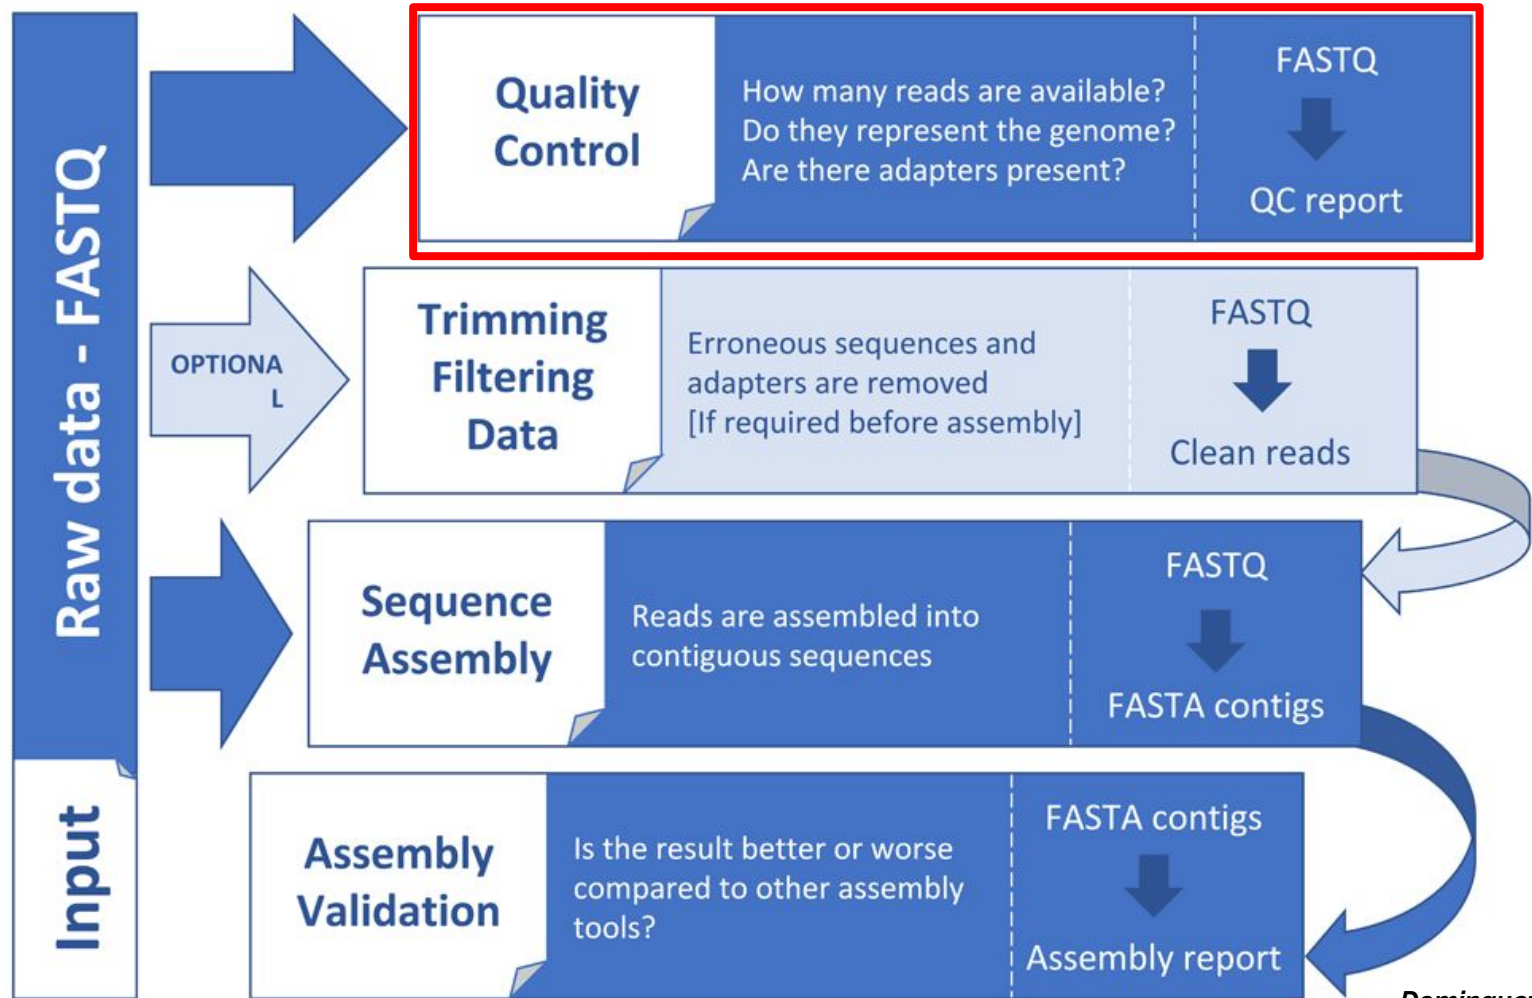 Raw data - FASTQ
Input
Quality
Control
How many reads are available?
Do they represent the genome?
Are there adapters present?
FASTQ
QC report
OPTIONA
L
Trimming
Filtering
Data
Erroneous sequences and
adapters are removed
[If required before assembly]
FASTQ
Clean reads
Sequence
Assembly
Reads are assembled into
contiguous sequences
FASTQ
FASTA contigs
Assembly
Validation
Is the result better or worse
compared to other assembly
tools?
FASTA contigs
Assembly report